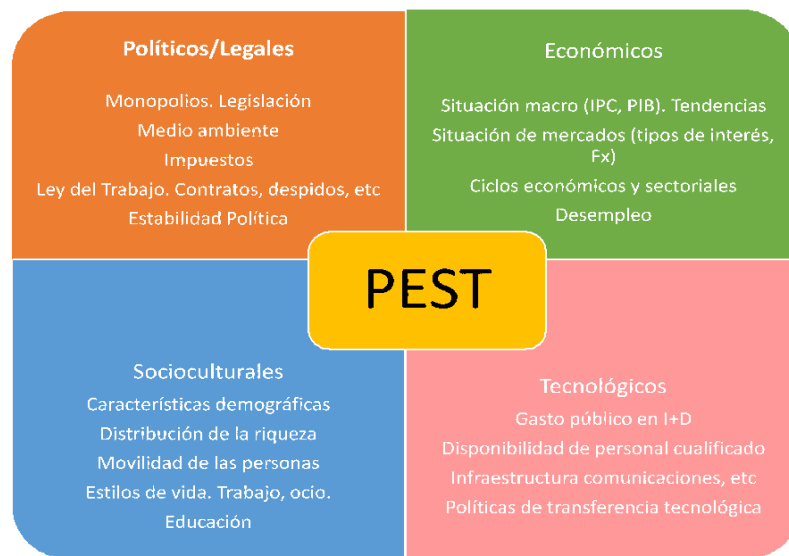 Políticos/Legales
Monopolios. Legislación
Medio ambiente
Impuestos
Ley del Trabajo. Contratos, despidos, etc
Estabilidad Política
Económicos
Situación macro (IPC, PIB). Tendencias
Situación de mercados (tipos de interés,
Fx)
Ciclos económicos y sectoriales
Desempleo
PEST
Socioculturales
Características demográficas
Distribución de la riqueza
Movilidad de las personas
Estilos de vida. Trabajo, ocio.
Educación
Tecnológicos
Gasto público en I+D
Disponibilidad de personal cualificado
Infraestructura comunicaciones, etc
Políticas de transferencia tecnológica